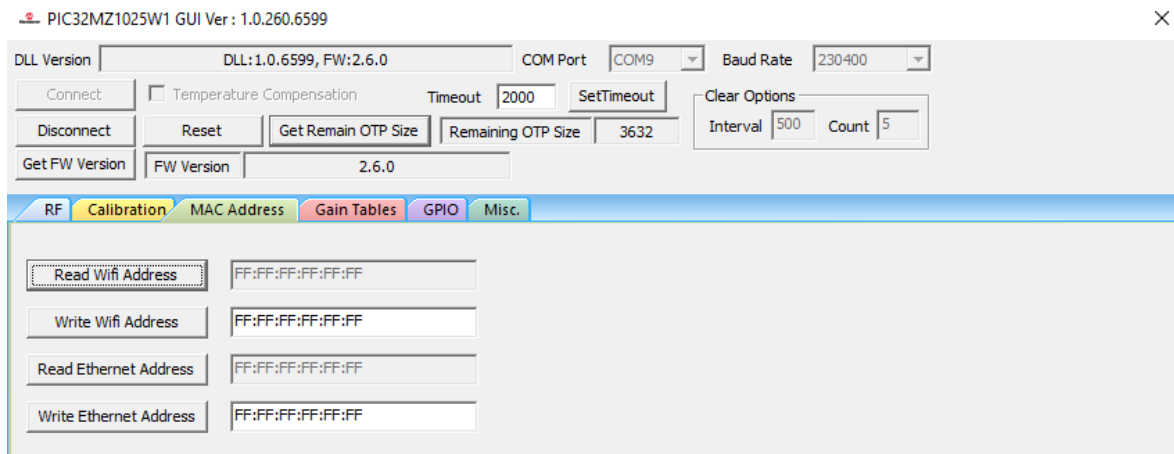 PIC32MZ1025W1 GUI Ver : 1.0.260.6599
DLL Version DLL:1.0.6599, FW:2.6.0 COM Port COM9 Baud Rate 230400
Connect Temperature Compensation Timeout 2000 SetTimeout Clear Options
Disconnect Reset Get Remain OTP Size Remaining OTP Size 3632 Interval 500 Count 5
Get FW Version FW Version 2.6.0
RF Calibration MAC Address Gain Tables GPIO Misc.
Read Wifi Address FF:FF:FF:FF:FF:FF
Write Wifi Address FF:FF:FF:FF:FF:FF
Read Ethernet Address FF:FF:FF:FF:FF:FF
Write Ethernet Address FF:FF:FF:FF:FF:FF